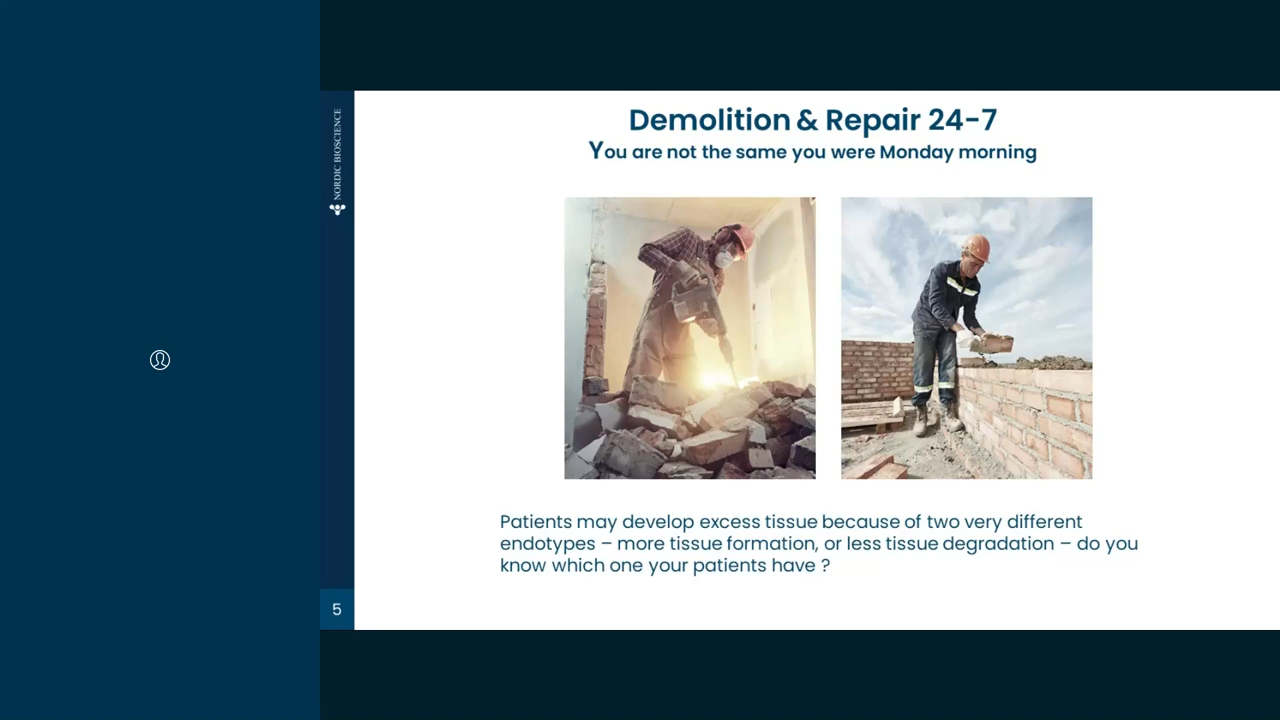 NORDIC BIOSCIENCE
Demolition & Repair 24-7
You are not the same you were Monday morning
Patients may develop excess tissue because of two very different
endotypes – more tissue formation, or less tissue degradation – do you
know which one your patients have ?
5